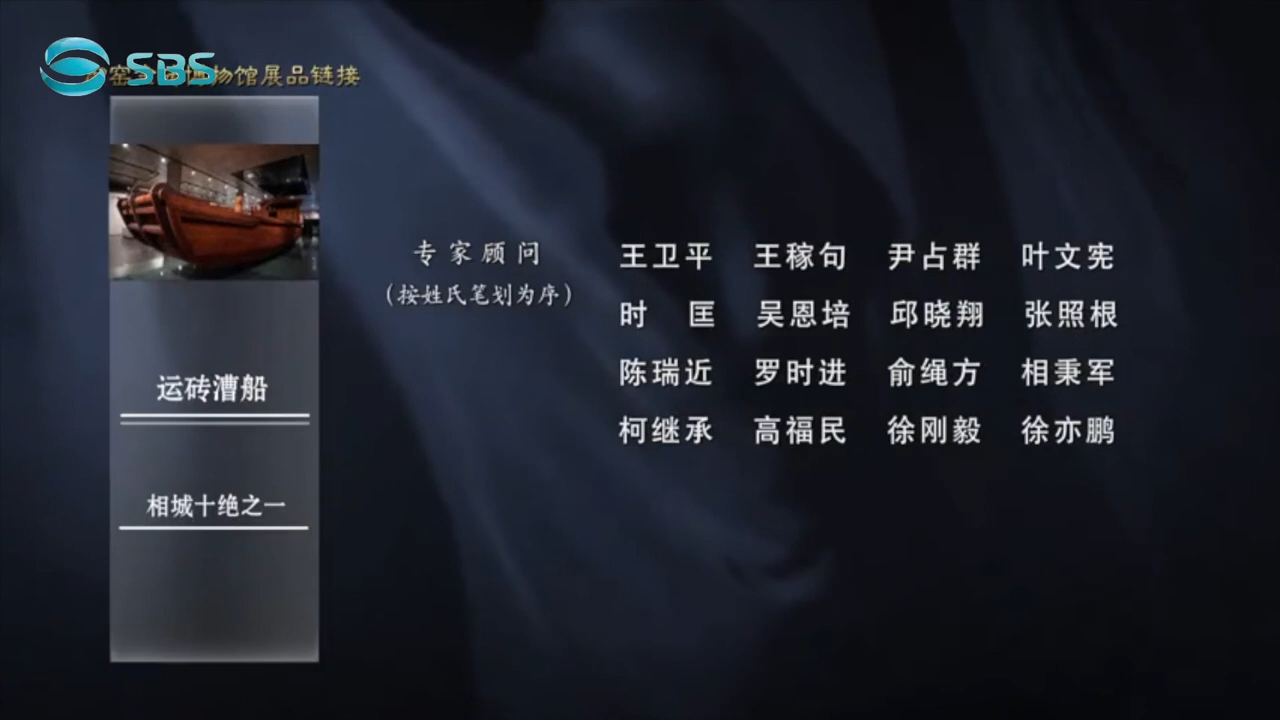 SBS
博物馆展品链接
运砖漕船
相城十绝之一
专家顾问
（按姓氏笔划为序）
王卫平 王稼句 尹占群 叶文宪
时 匡 吴恩培 邱晓翔 张照根
陈瑞近 罗时进 俞绳方 相秉军
柯继承 高福民 徐刚毅 徐亦鹏